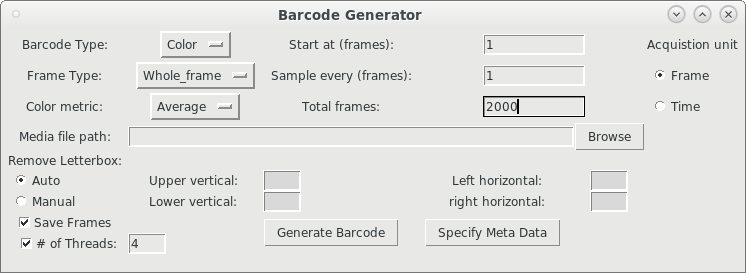 Barcode Generator
Barcode Type: Color Start at (frames): 1 Acquistion unit
Frame Type: Whole_frame Sample every (frames): 1 Frame
Color metric: Average Total frames: 2000 Time
Media file path: Browse
Remove Letterbox:
Auto Upper vertical: Left horizontal:
Manual Lower vertical: right horizontal:
Save Frames
# of Threads: 4 Generate Barcode Specify Meta Data